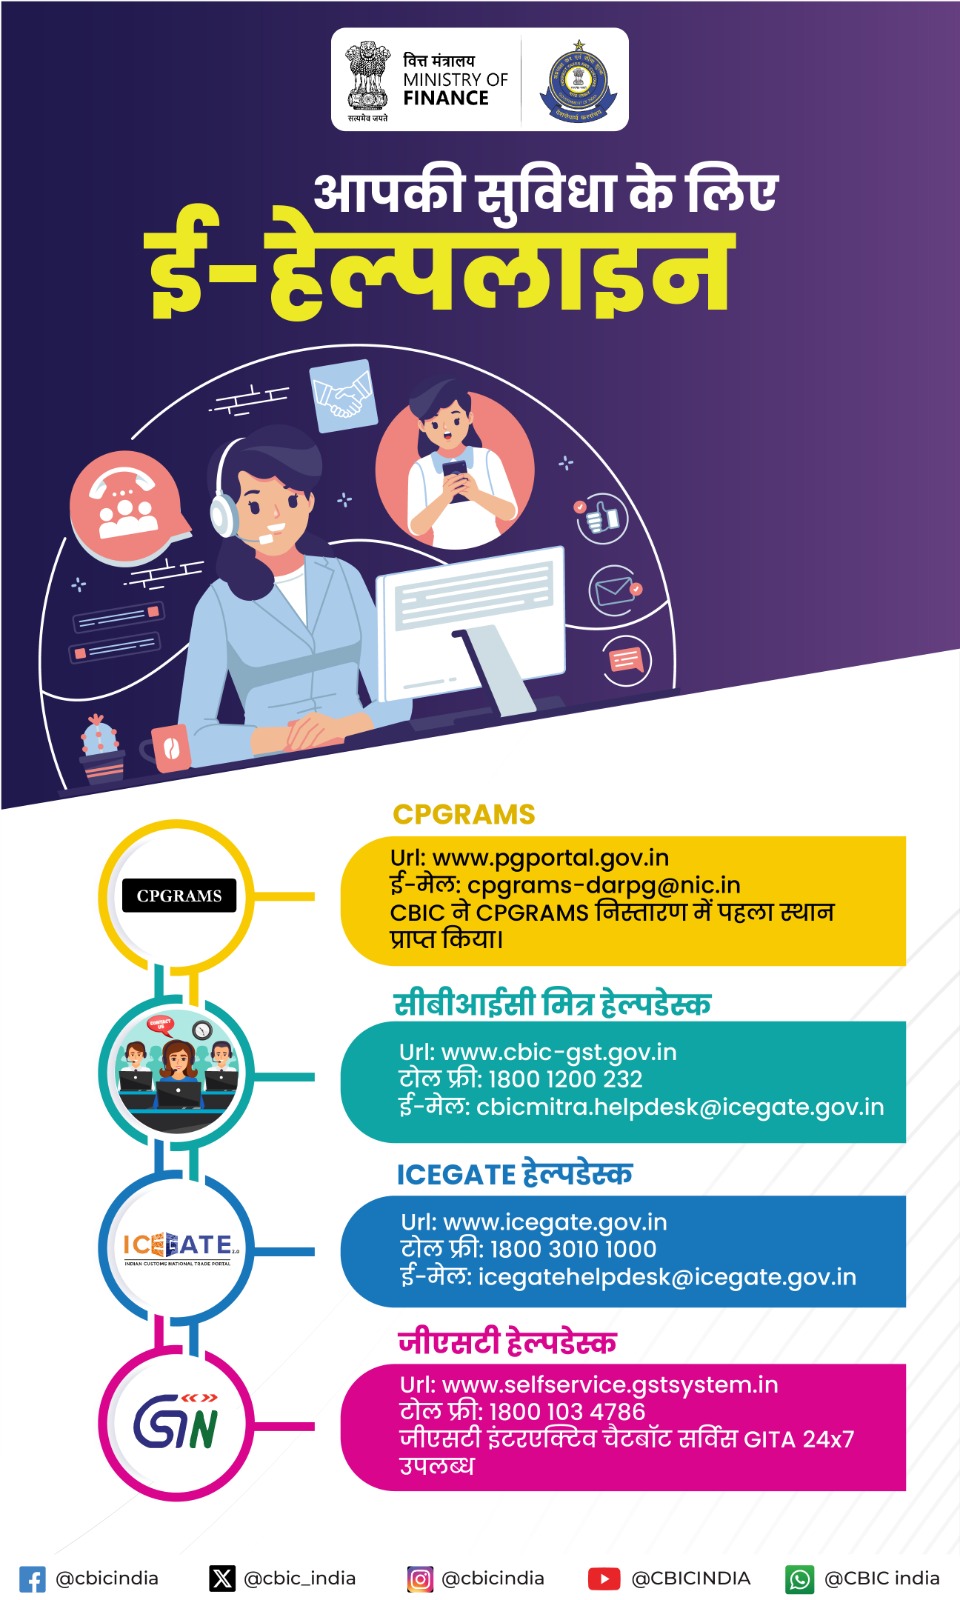 वित्त मंत्रालय
MINISTRY OF
FINANCE
सत्यमेव जयते
आपकी सुविधा के लिए
ई-हेल्पलाइन
CPGRAMS
CPGRAMS
Url: www.pgportal.gov.in
ई-मेल: cpgrams-darpg@nic.in
CBIC ने CPGRAMS निस्तारण में पहला स्थान
प्राप्त किया।
सीबीआईसी मित्र हेल्पडेस्क
CONTACT
US
Url: www.cbic-gst.gov.in
टोल फ्री: 1800 1200 232
ई-मेल: cbicmitra.helpdesk@icegate.gov.in
ICEGATE हेल्पडेस्क
ICEGATE 2.0
INDIAN CUSTOMS NATIONAL TRADE PORTAL
Url: www.icegate.gov.in
टोल फ्री: 1800 3010 1000
ई-मेल: icegatehelpdesk@icegate.gov.in
जीएसटी हेल्पडेस्क
GSTN
Url: www.selfservice.gstsystem.in
टोल फ्री: 1800 103 4786
जीएसटी इंटरएक्टिव चैटबॉट सर्विस GITA 24x7
उपलब्ध
@cbicindia
@cbic_india
@cbicindia
@CBICINDIA
@CBIC india